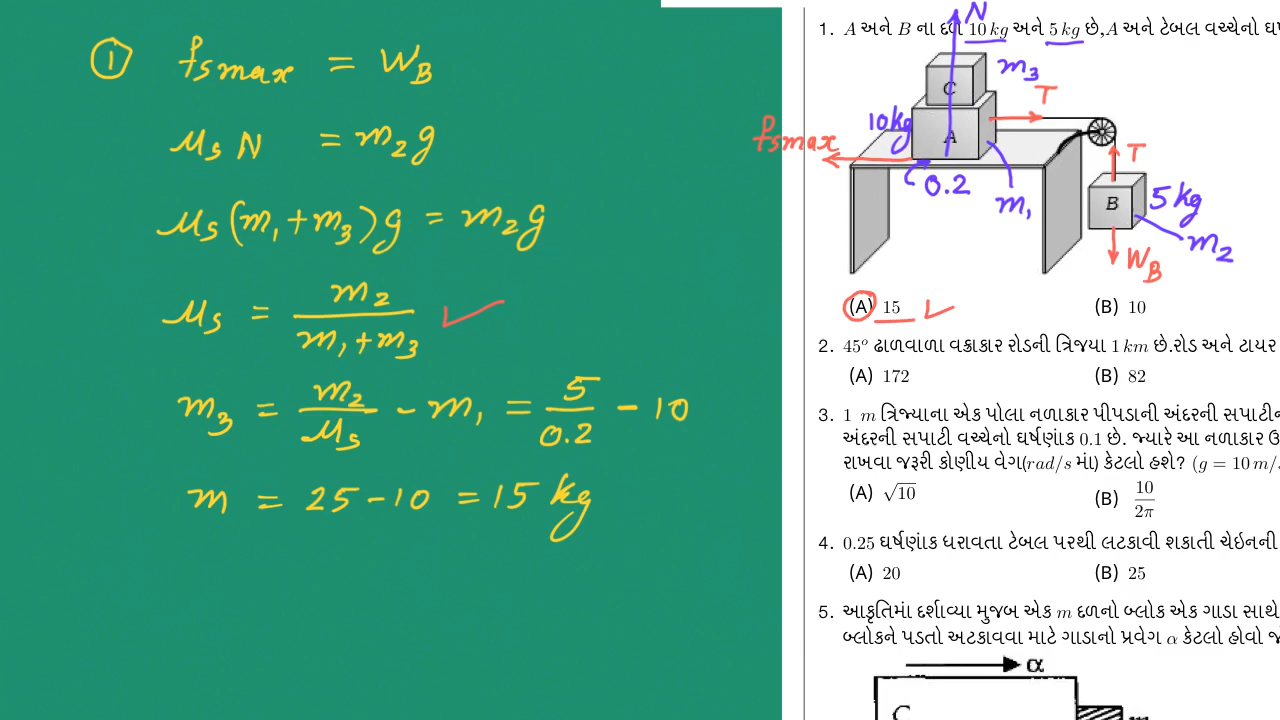 ① fsmax = WB
μs N = m2g
μs (m1 + m3) g = m2g
μs = m2 / m1 + m3 ✓
m3 = m2 / μs - m1 = 5 / 0.2 - 10
m = 25 - 10 = 15 kg
1. A અને B ના દળ 10 kg અને 5 kg છે,A અને ટેબલ વચ્ચેનો
N
C
m3
T
10kg
A
fsmax
0.2
m1
T
B
5 kg
m2
WB
(A) 15 ✓ (B) 10
2. 45° ઢાળવાળા વક્રાકાર રોડની ત્રિજ્યા 1 km છે.રોડ અને ટાયર
(A) 172 (B) 82
3. 1 m ત્રિજ્યાના એક પોલા નળાકાર પીપડાની અંદરની
અંદરની સપાટી વચ્ચેનો ઘર્ષણાંક 0.1 છે. જ્યારે આ નળાકાર
રાખવા જરૂરી કોણીય વેગ(rad/s માં) કેટલો હશે? (g = 10 m/
(A) √10 (B) 10 / 2π
4. 0.25 ઘર્ષણાંક ધરાવતા ટેબલ પરથી લટકાવી શકાતી ચેઇનની
(A) 20 (B) 25
5. આકૃતિમાં દર્શાવ્યા મુજબ એક m દળનો બ્લોક એક ગાડા સાથે
બ્લોકને પડતો અટકાવવા માટે ગાડાનો પ્રવેગ α કેટલો હોવો
α
C